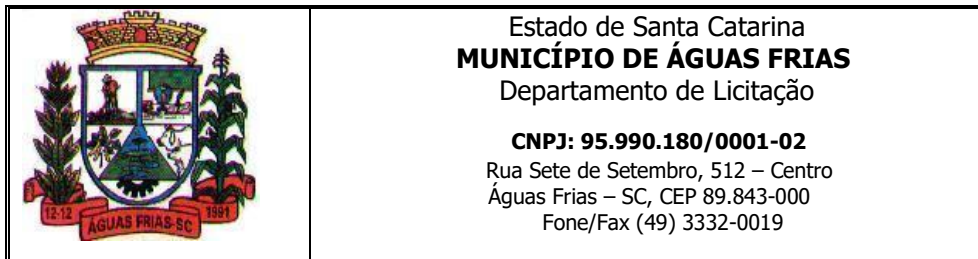 12-12
ÁGUAS FRIAS-SC
1991
Estado de Santa Catarina
MUNICÍPIO DE ÁGUAS FRIAS
Departamento de Licitação
CNPJ: 95.990.180/0001-02
Rua Sete de Setembro, 512 – Centro
Águas Frias – SC, CEP 89.843-000
Fone/Fax (49) 3332-0019